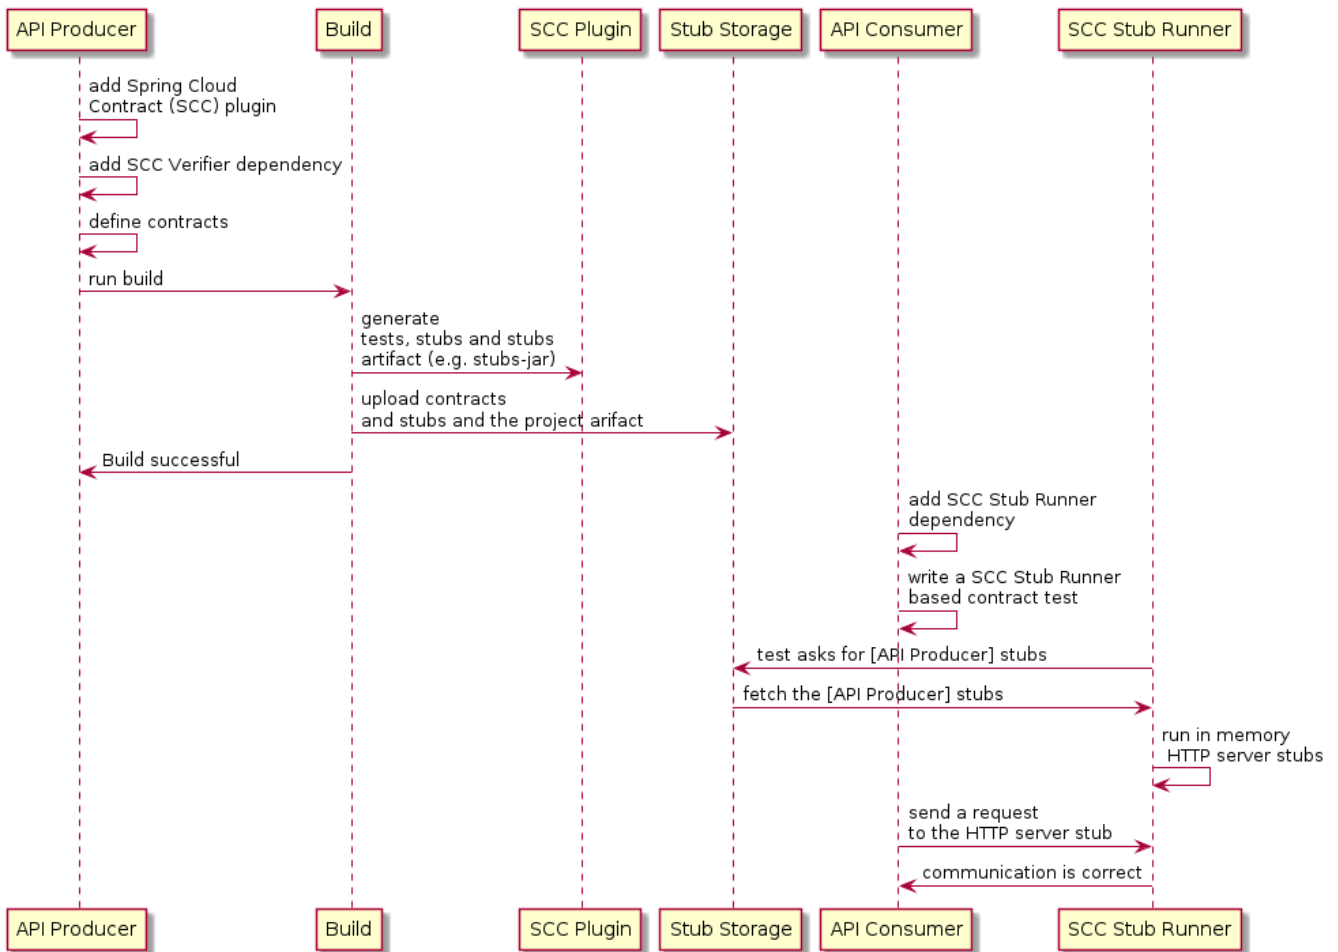 API Producer
Build
SCC Plugin
Stub Storage
API Consumer
SCC Stub Runner
add Spring Cloud
Contract (SCC) plugin
add SCC Verifier dependency
define contracts
run build
generate
tests, stubs and stubs
artifact (e.g. stubs-jar)
upload contracts
and stubs and the project arifact
Build successful
add SCC Stub Runner
dependency
write a SCC Stub Runner
based contract test
test asks for [API Producer] stubs
fetch the [API Producer] stubs
run in memory
HTTP server stubs
send a request
to the HTTP server stub
communication is correct
API Producer
Build
SCC Plugin
Stub Storage
API Consumer
SCC Stub Runner